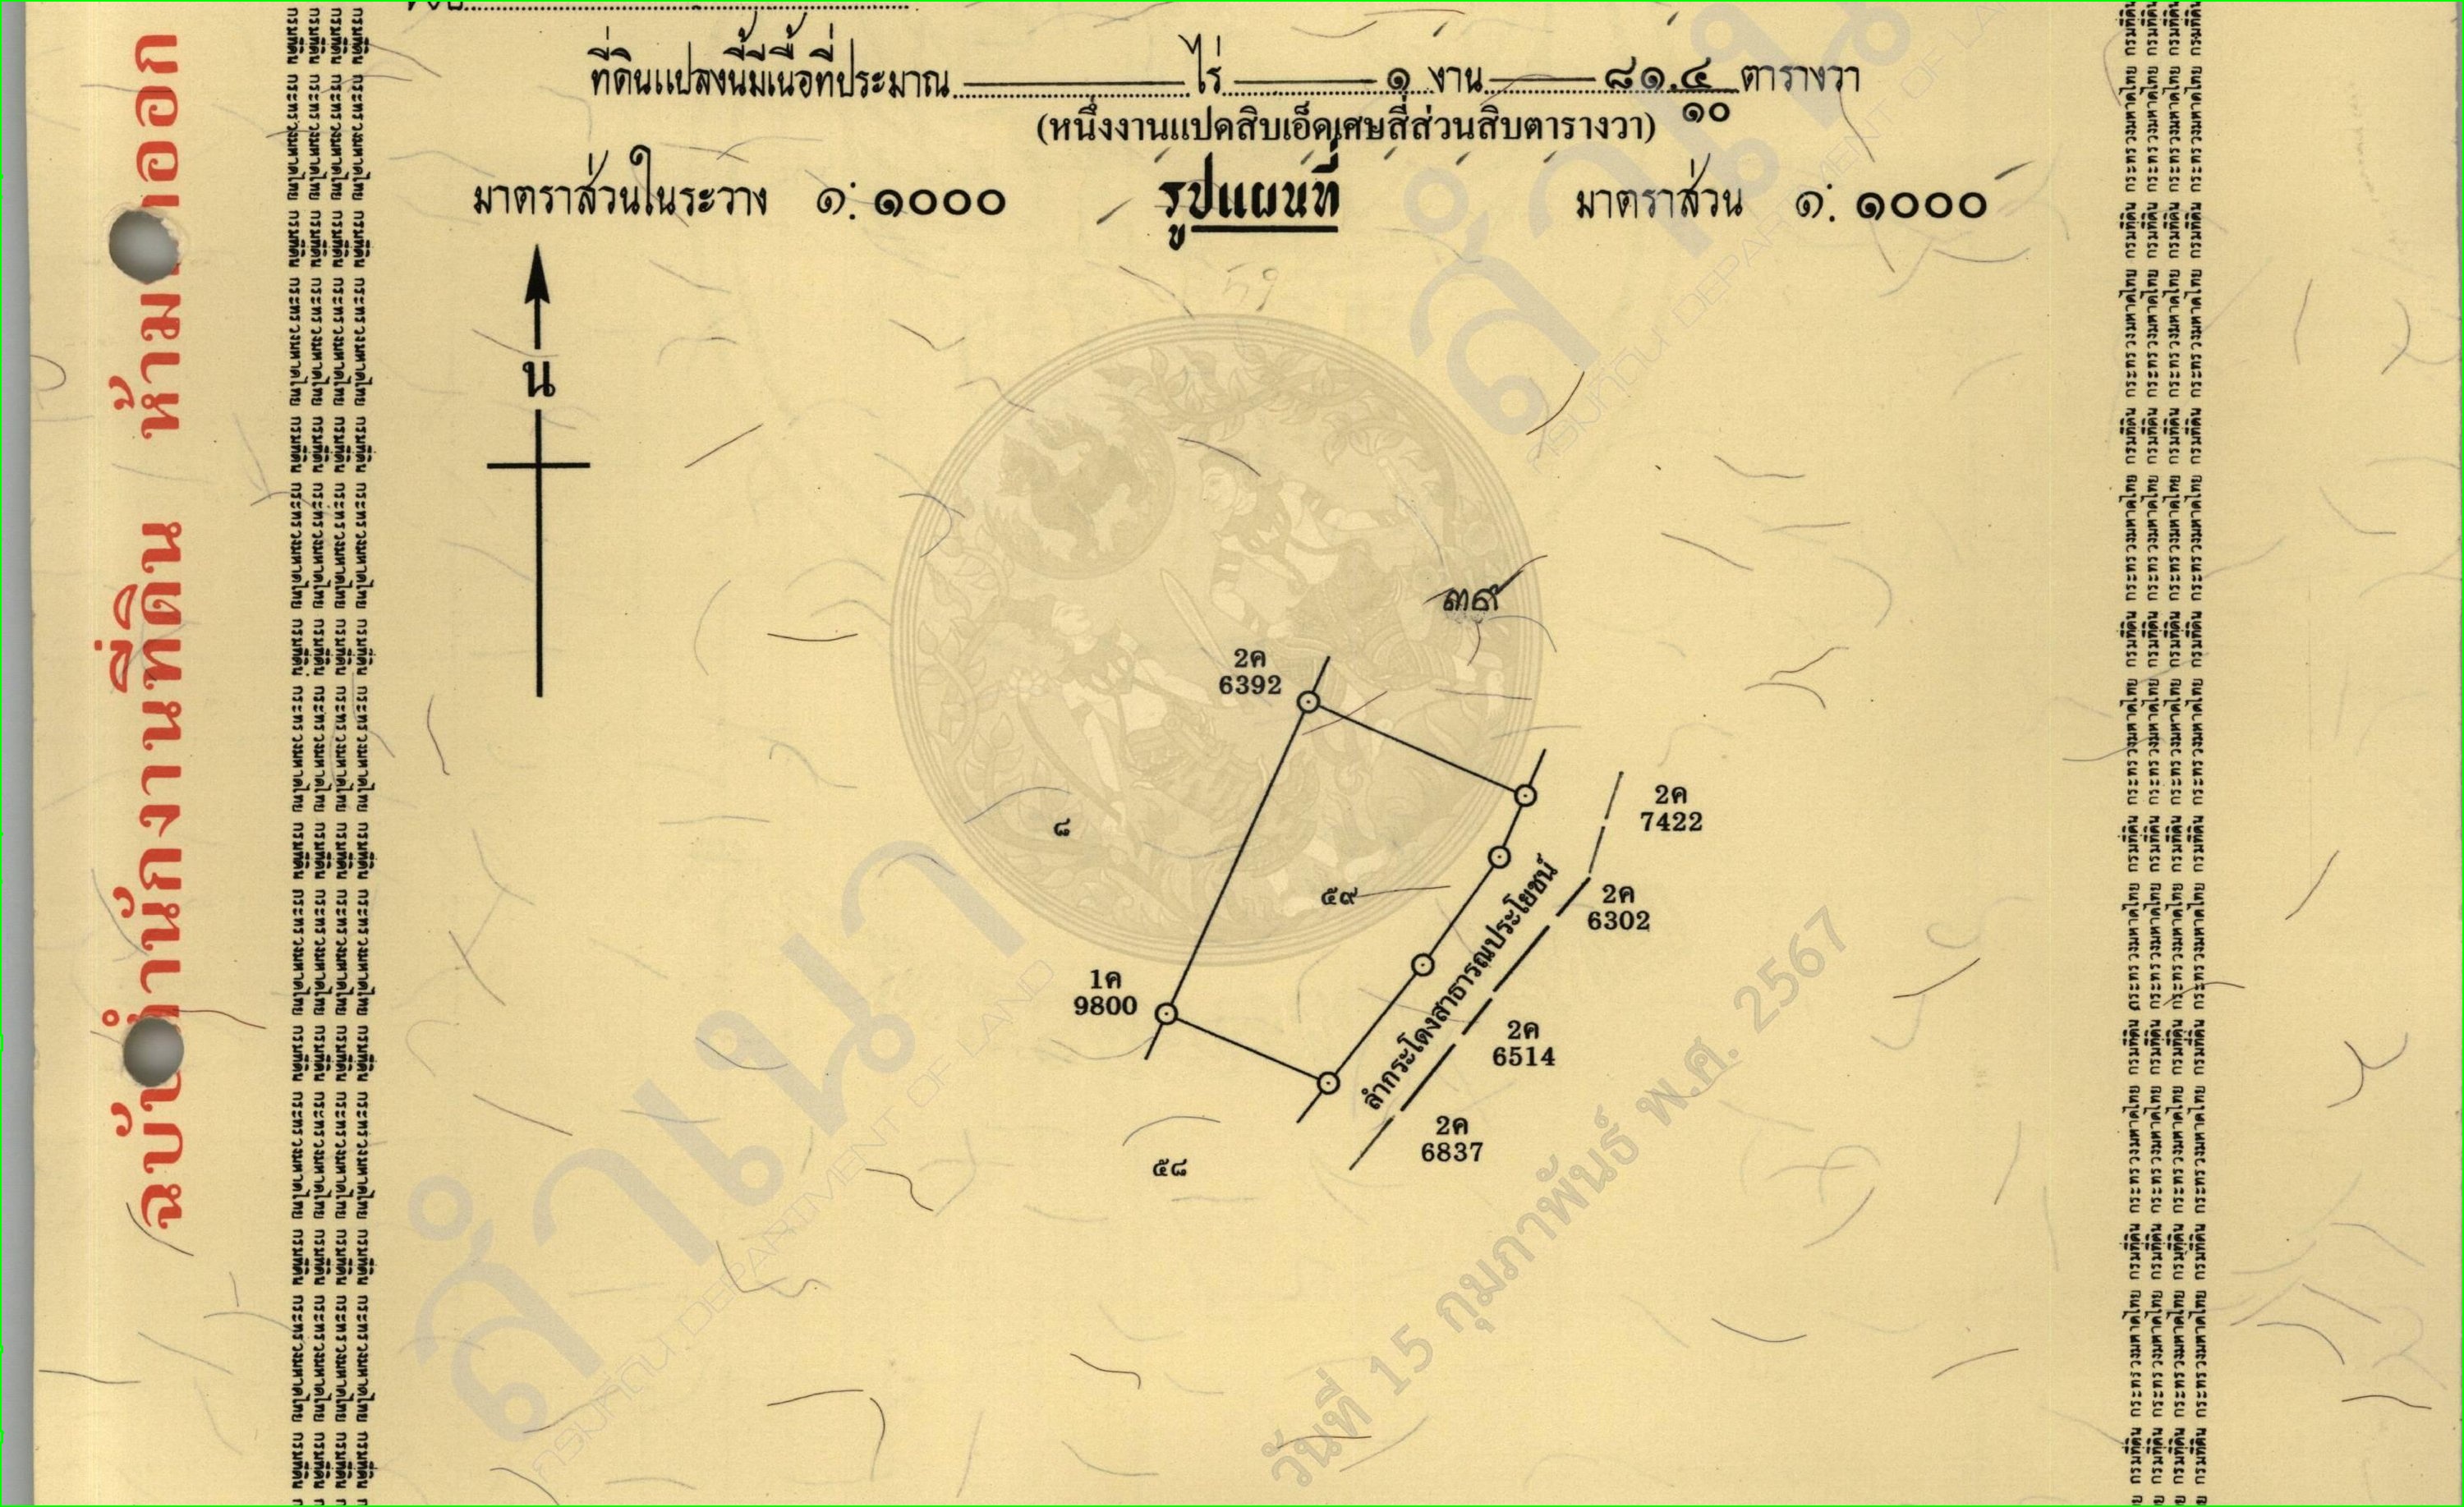 ที่ดินแปลงนี้มีเนื้อที่ประมาณ ไร่ ๑ งาน ๘๑.๔ ตารางวา
๑๐
(หนึ่งงานแปดสิบเอ็ดเศษสี่ส่วนสิบตารางวา)
มาตราส่วนในระวาง ๑: ๑๐๐๐ รูปแผนที่ มาตราส่วน ๑: ๑๐๐๐
59
น
๓๙
2ค
6392
2ค
7422
๘
๕๙
2ค
6302
1ค
9800
ลำกระโดงสาธารณประโยชน์
2ค
6514
2ค
6837
๕๘
ฉบับสำนักงานที่ดิน
สำเนา
กรมที่ดิน DEPARTMENT OF LAND
วันที่ 15 กุมภาพันธ์ พ.ศ. 2567
กรมที่ดิน กระทรวงมหาดไทย